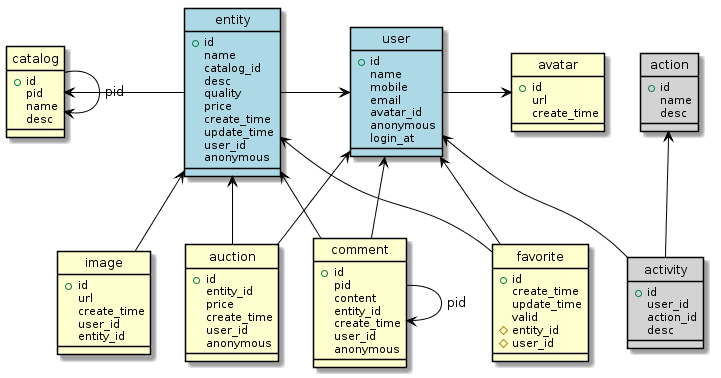 entity
id
name
catalog_id
desc
quality
price
create_time
update_time
user_id
anonymous
user
id
name
mobile
email
avatar_id
anonymous
login_at
catalog
id
pid
name
desc
pid
avatar
id
url
create_time
action
id
name
desc
image
id
url
create_time
user_id
entity_id
auction
id
entity_id
price
create_time
user_id
anonymous
comment
id
pid
content
entity_id
create_time
user_id
anonymous
pid
favorite
id
create_time
update_time
valid
entity_id
user_id
activity
id
user_id
action_id
desc